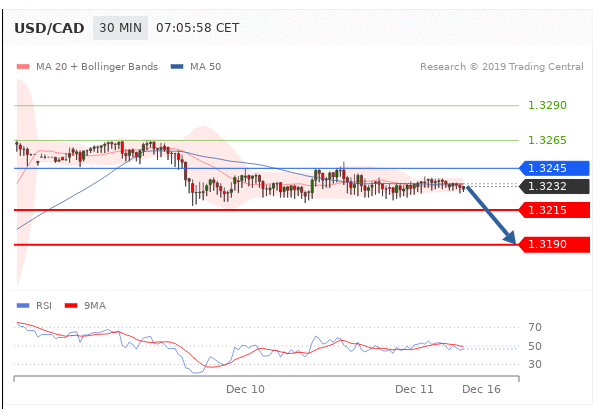 USD/CAD 30 MIN 07:05:58 CET
MA 20 + Bollinger Bands MA 50 Research © 2019 Trading Central
1.3290
1.3265
1.3245
1.3232
1.3215
1.3190
RSI 9MA
70
50
30
Dec 10 Dec 11 Dec 16